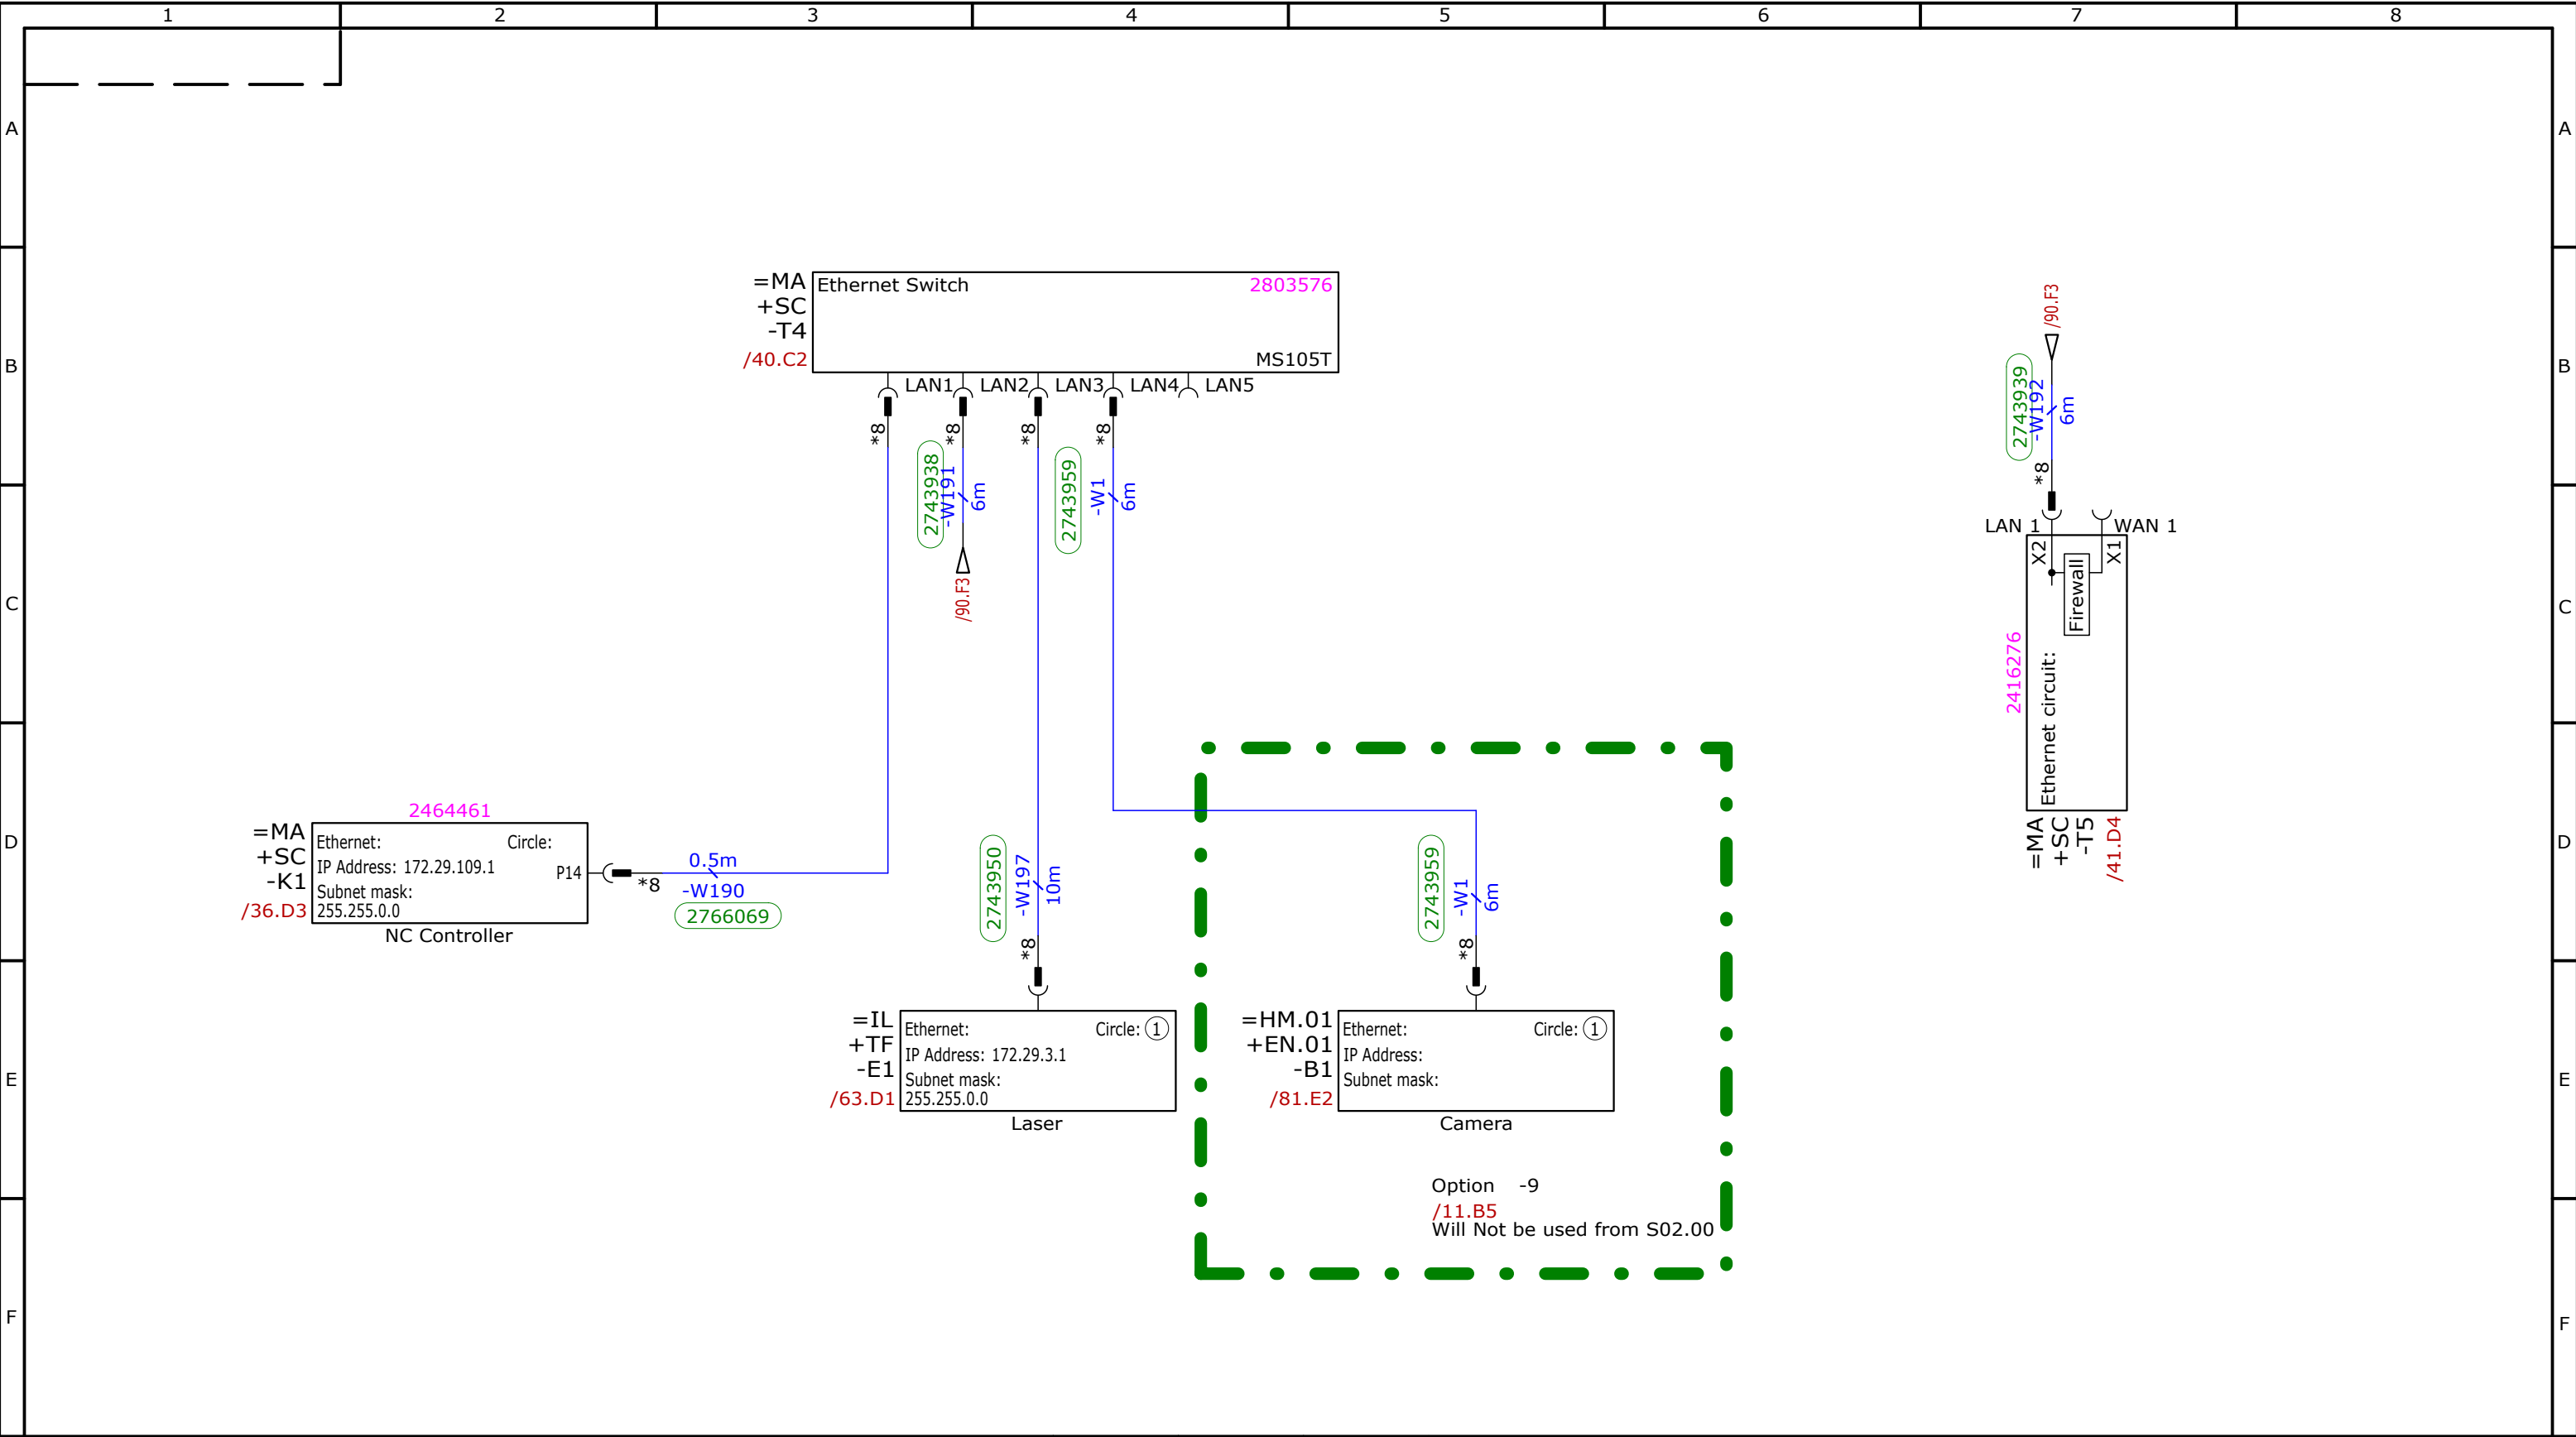 1 2 3 4 5 6 7 8
A A
=MA
+SC
-T4
/40.C2
Ethernet Switch 2803576
MS105T
LAN1 LAN2 LAN3 LAN4 LAN5
B B
*8 *8 *8 *8
2743938
-W191
6m
/90.F3
2743959
-W1
6m
/90.F3
2743939
-W192
6m
*8
LAN 1 WAN 1
X2 X1
Firewall
Ethernet circuit:
2416276
=MA
+SC
-T5
/41.D4
C C
2464461
=MA
+SC
-K1
/36.D3
Ethernet: Circle:
IP Address: 172.29.109.1
P14
Subnet mask:
255.255.0.0
NC Controller
*8
0.5m
-W190
2766069
D D
2743950
-W197
10m
*8
2743959
-W1
6m
*8
=IL
+TF
-E1
/63.D1
Ethernet: Circle: 1
IP Address: 172.29.3.1
Subnet mask:
255.255.0.0
Laser
=HM.01
+EN.01
-B1
/81.E2
Ethernet: Circle: 1
IP Address:
Subnet mask:
Camera
E E
Option -9
/11.B5
Will Not be used from S02.00
F F